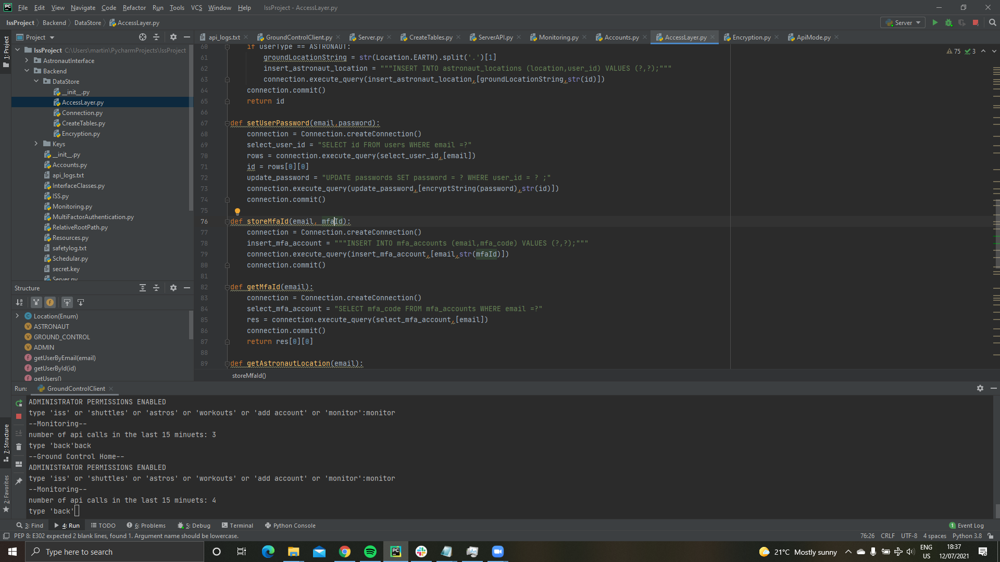 File Edit View Navigate Code Refactor Run Tools VCS Window Help IssProject - AccessLayer.py
IssProject Backend DataStore AccessLayer.py Server
Project
api_logs.txt GroundControlClient.py Server.py CreateTables.py ServerAPI.py Monitoring.py Accounts.py AccessLayer.py Encryption.py ApiMode.py
1: Project
IssProject C:\Users\martin\PycharmProjects\IssProject
AstronautInterface
Backend
DataStore
__init__.py
AccessLayer.py
Connection.py
CreateTables.py
Encryption.py
Keys
__init__.py
Accounts.py
api_logs.txt
InterfaceClasses.py
ISS.py
Monitoring.py
MultiFactorAuthentication.py
RelativeRootPath.py
Resources.py
safetylog.txt
Schedular.py
secret.key
Server.py
75 3
60 if userType == ASTRONAUT:
61 groundLocationString = str(Location.EARTH).split('.')[1]
62 insert_astronaut_location = """INSERT INTO astronaut_locations (location,user_id) VALUES (?,?);"""
63 connection.execute_query(insert_astronaut_location,[groundLocationString,str(id)])
64 connection.commit()
65 return id
66
67 def setUserPassword(email,password):
68 connection = Connection.createConnection()
69 select_user_id = "SELECT id FROM users WHERE email =?"
70 rows = connection.execute_query(select_user_id,[email])
71 id = rows[0][0]
72 update_password = "UPDATE passwords SET password = ? WHERE user_id = ? ;"
73 connection.execute_query(update_password,[encryptString(password),str(id)])
74 connection.commit()
75
76 def storeMfaId(email, mfaId):
77 connection = Connection.createConnection()
78 insert_mfa_account = """INSERT INTO mfa_accounts (email,mfa_code) VALUES (?,?);"""
79 connection.execute_query(insert_mfa_account,[email,str(mfaId)])
80 connection.commit()
81
82 def getMfaId(email):
83 connection = Connection.createConnection()
84 select_mfa_account = "SELECT mfa_code FROM mfa_accounts WHERE email =?"
85 res = connection.execute_query(select_mfa_account,[email])
86 connection.commit()
87 return res[0][0]
88
89 def getAstronautLocation(email):
storeMfaId()
Structure
Location(Enum)
ASTRONAUT
GROUND_CONTROL
ADMIN
getUserByEmail(email)
getUserById(id)
getUsers()
Run: GroundControlClient
7: Structure
2: Favorites
ADMINISTRATOR PERMISSIONS ENABLED
type 'iss' or 'shuttles' or 'astros' or 'workouts' or 'add account' or 'monitor':monitor
--Monitoring--
number of api calls in the last 15 minuets: 3
type 'back'back
--Ground Control Home--
ADMINISTRATOR PERMISSIONS ENABLED
type 'iss' or 'shuttles' or 'astros' or 'workouts' or 'add account' or 'monitor':monitor
--Monitoring--
number of api calls in the last 15 minuets: 4
type 'back'
3: Find 4: Run TODO 6: Problems 5: Debug Terminal Python Console 1 Event Log
PEP 8: E302 expected 2 blank lines, found 1. Argument name should be lowercase. 76:26 CRLF UTF-8 4 spaces Python 3.8
Type here to search 21°C Mostly sunny ENG US 18:37 12/07/2021